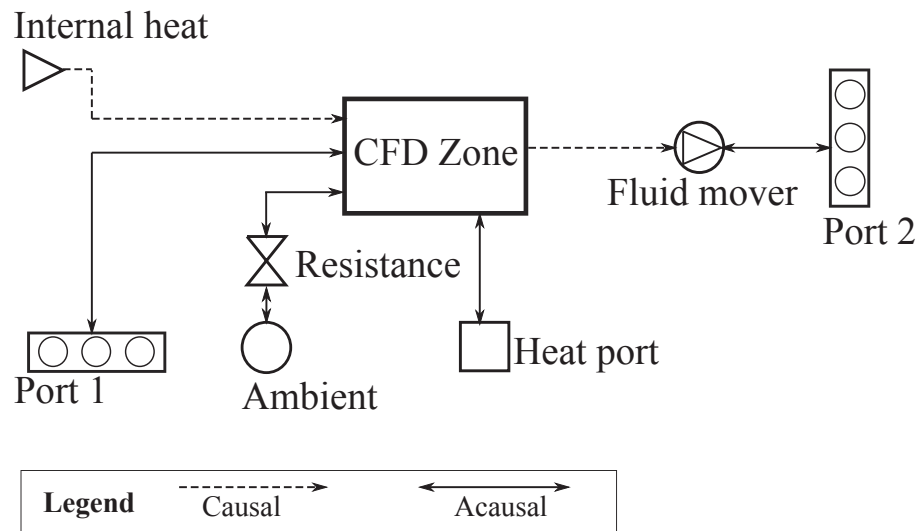 Internal heat
CFD Zone
Fluid mover
Port 2
Resistance
Heat port
Port 1
Ambient
Legend
Causal
Acausal